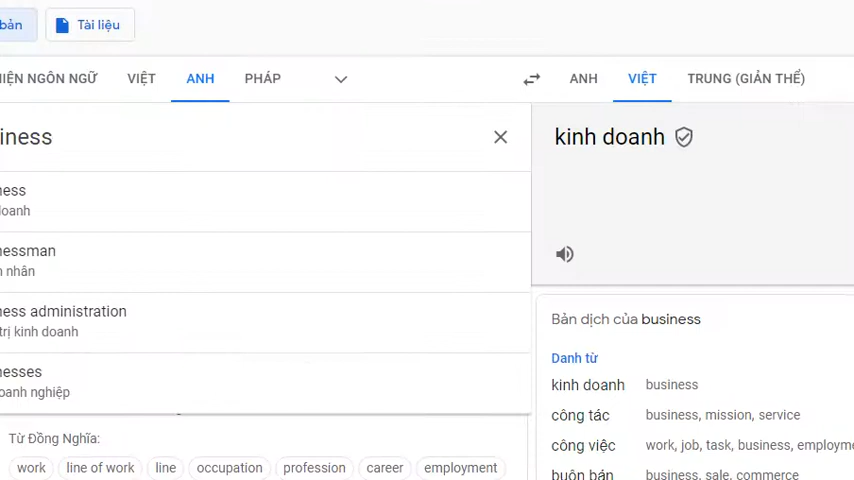 bản Tài liệu
HIỆN NGÔN NGỮ VIỆT ANH PHÁP
ANH VIỆT TRUNG (GIẢN THỂ)
iness
kinh doanh
ness
doanh
nessman
nhân
ness administration
trị kinh doanh
nesses
oanh nghiệp
Từ Đồng Nghĩa:
work line of work line occupation profession career employment
Bản dịch của business
Danh từ
kinh doanh business
công tác business, mission, service
công việc work, job, task, business, employme
buôn bán business, sale, commerce